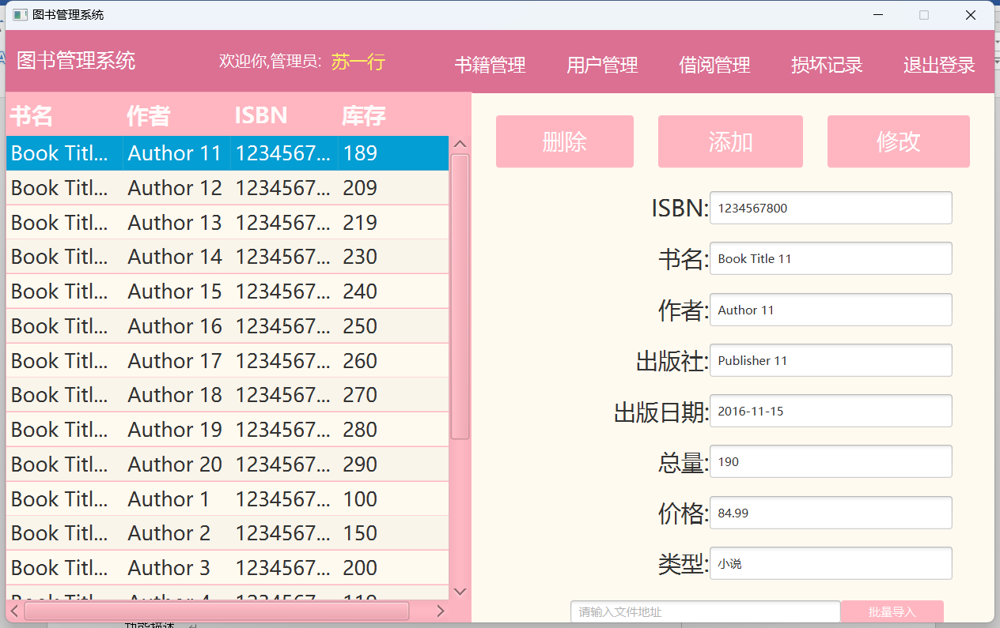 图书管理系统
图书管理系统 欢迎你,管理员: 苏一行 书籍管理 用户管理 借阅管理 损坏记录 退出登录
书名 作者 ISBN 库存
Book Titl... Author 11 1234567... 189
Book Titl... Author 12 1234567... 209
Book Titl... Author 13 1234567... 219
Book Titl... Author 14 1234567... 230
Book Titl... Author 15 1234567... 240
Book Titl... Author 16 1234567... 250
Book Titl... Author 17 1234567... 260
Book Titl... Author 18 1234567... 270
Book Titl... Author 19 1234567... 280
Book Titl... Author 20 1234567... 290
Book Titl... Author 1 1234567... 100
Book Titl... Author 2 1234567... 150
Book Titl... Author 3 1234567... 200
删除 添加 修改
ISBN: 1234567800
书名: Book Title 11
作者: Author 11
出版社: Publisher 11
出版日期: 2016-11-15
总量: 190
价格: 84.99
类型: 小说
请输入文件地址 批量导入